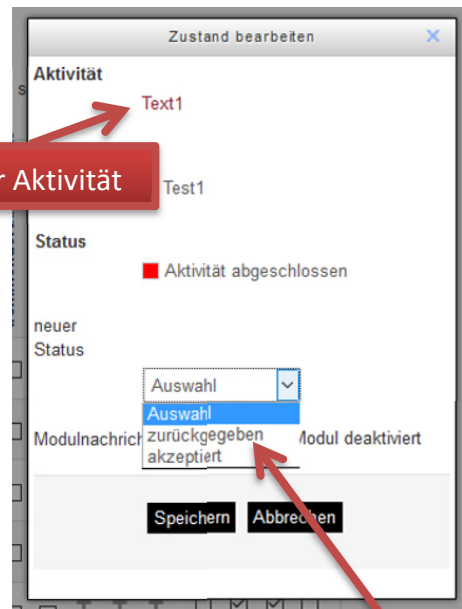 Zustand bearbeiten
Aktivität
Text1
r Aktivität
Test1
Status
Aktivität abgeschlossen
neuer
Status
Auswahl
Auswahl
zurückgegeben
Modul deaktiviert
akzeptiert
Speichern Abbrechen